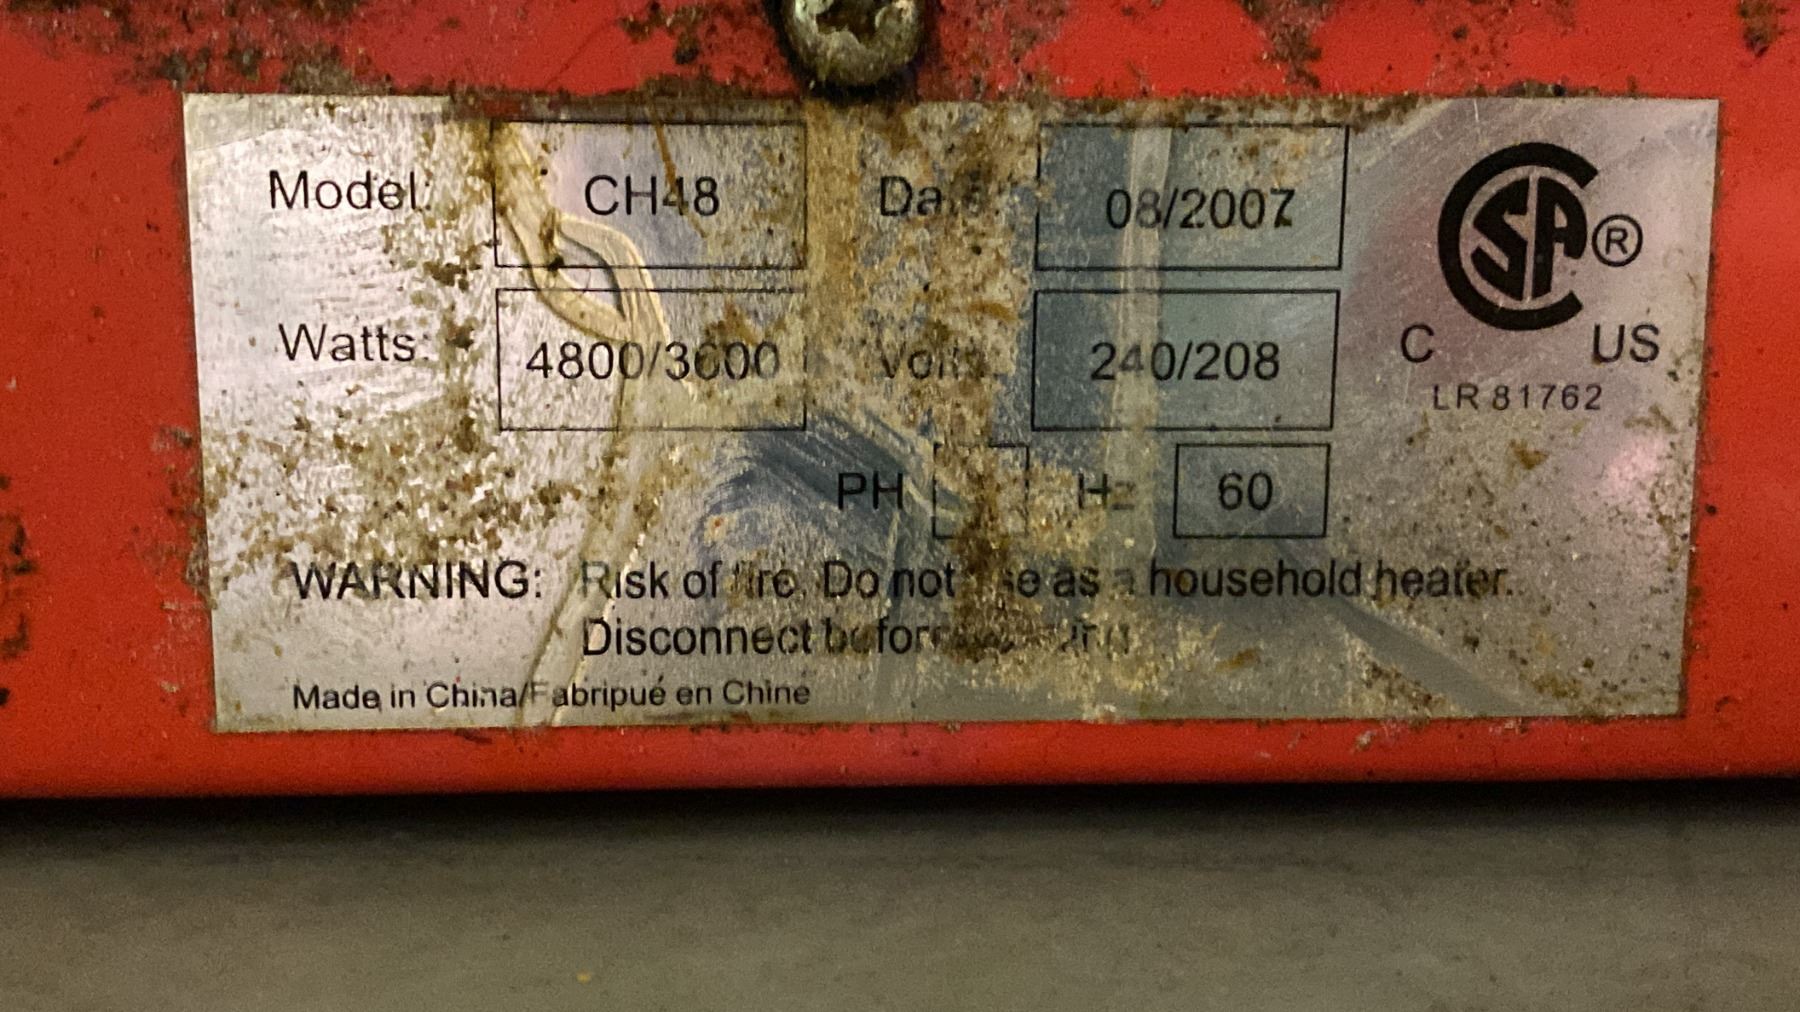 Model: CH48 Date: 08/2007
Watts: 4800/3600 Volts: 240/208
PH Hz 60
CSA ®
C US
LR 81762
WARNING: Risk of fire. Do not use as a household heater.
Disconnect before
Made in China/Fabripué en Chine